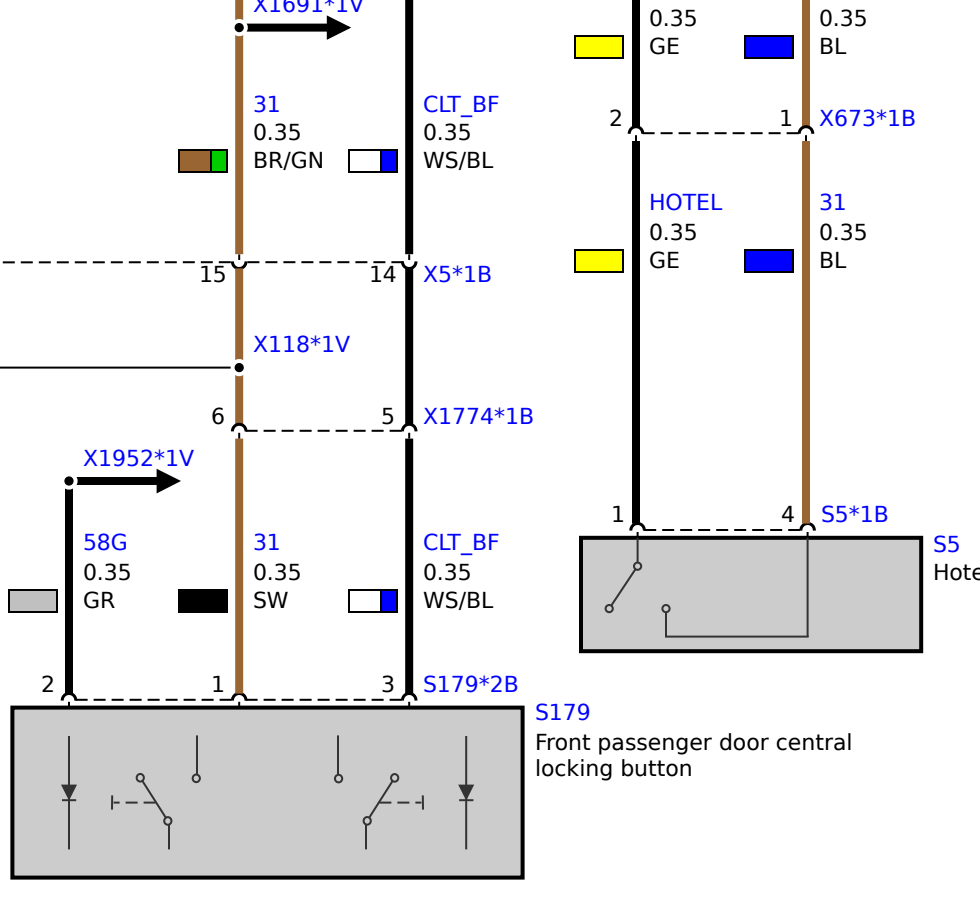 X1691*1V
0.35
0.35
GE
BL
31
CLT_BF
0.35
0.35
BR/GN
WS/BL
2
1
X673*1B
HOTEL
31
0.35
0.35
GE
BL
15
14
X5*1B
X118*1V
6
5
X1774*1B
X1952*1V
1
4
S5*1B
58G
31
CLT_BF
0.35
0.35
0.35
GR
SW
WS/BL
S5
Hote
2
1
3
S179*2B
S179
Front passenger door central
locking button